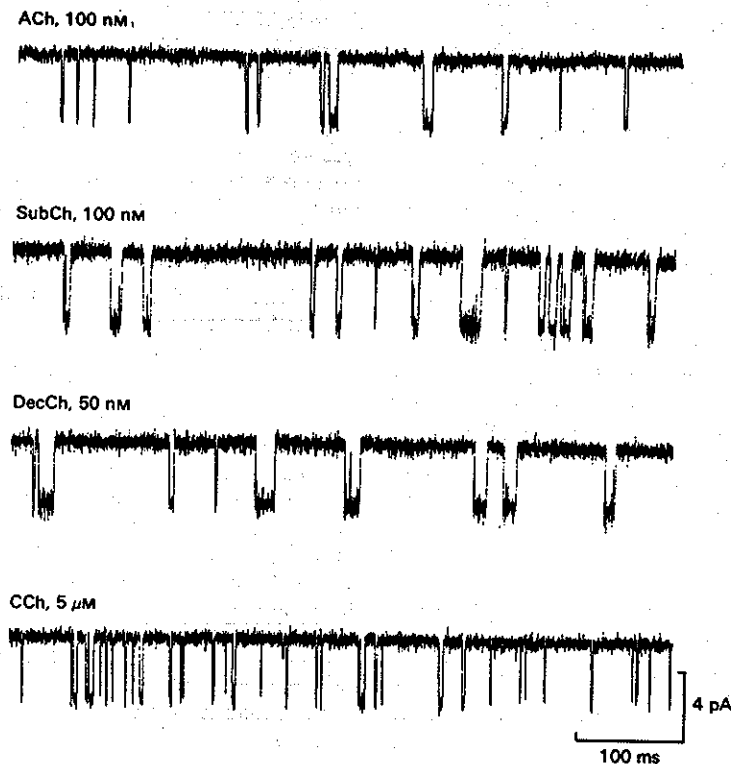 ACh, 100 nM
SubCh, 100 nM
DecCh, 50 nM
CCh, 5 μM
4 pA
100 ms